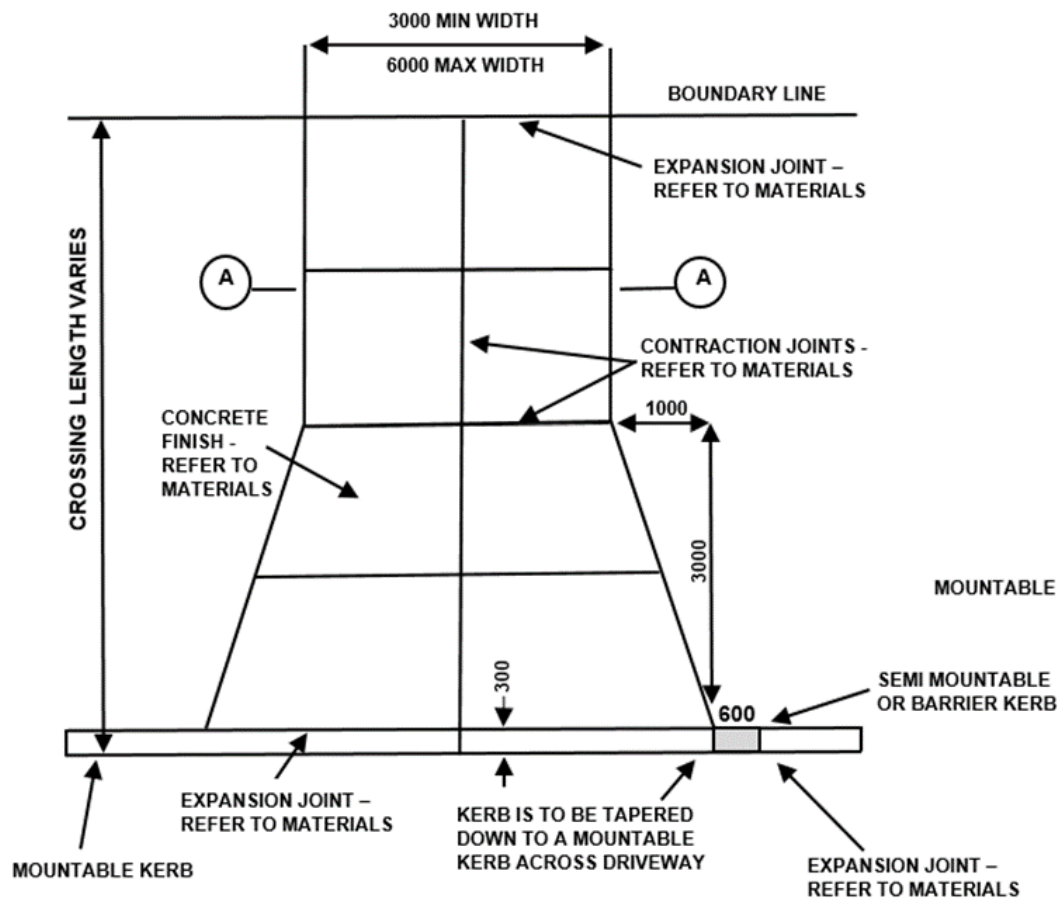 3000 MIN WIDTH
6000 MAX WIDTH
BOUNDARY LINE
EXPANSION JOINT –
REFER TO MATERIALS
CROSSING LENGTH VARIES
A
A
CONTRACTION JOINTS -
REFER TO MATERIALS
1000
CONCRETE
FINISH -
REFER TO
MATERIALS
3000
MOUNTABLE
300
600
SEMI MOUNTABLE
OR BARRIER KERB
EXPANSION JOINT –
REFER TO MATERIALS
KERB IS TO BE TAPERED
DOWN TO A MOUNTABLE
KERB ACROSS DRIVEWAY
MOUNTABLE KERB
EXPANSION JOINT –
REFER TO MATERIALS